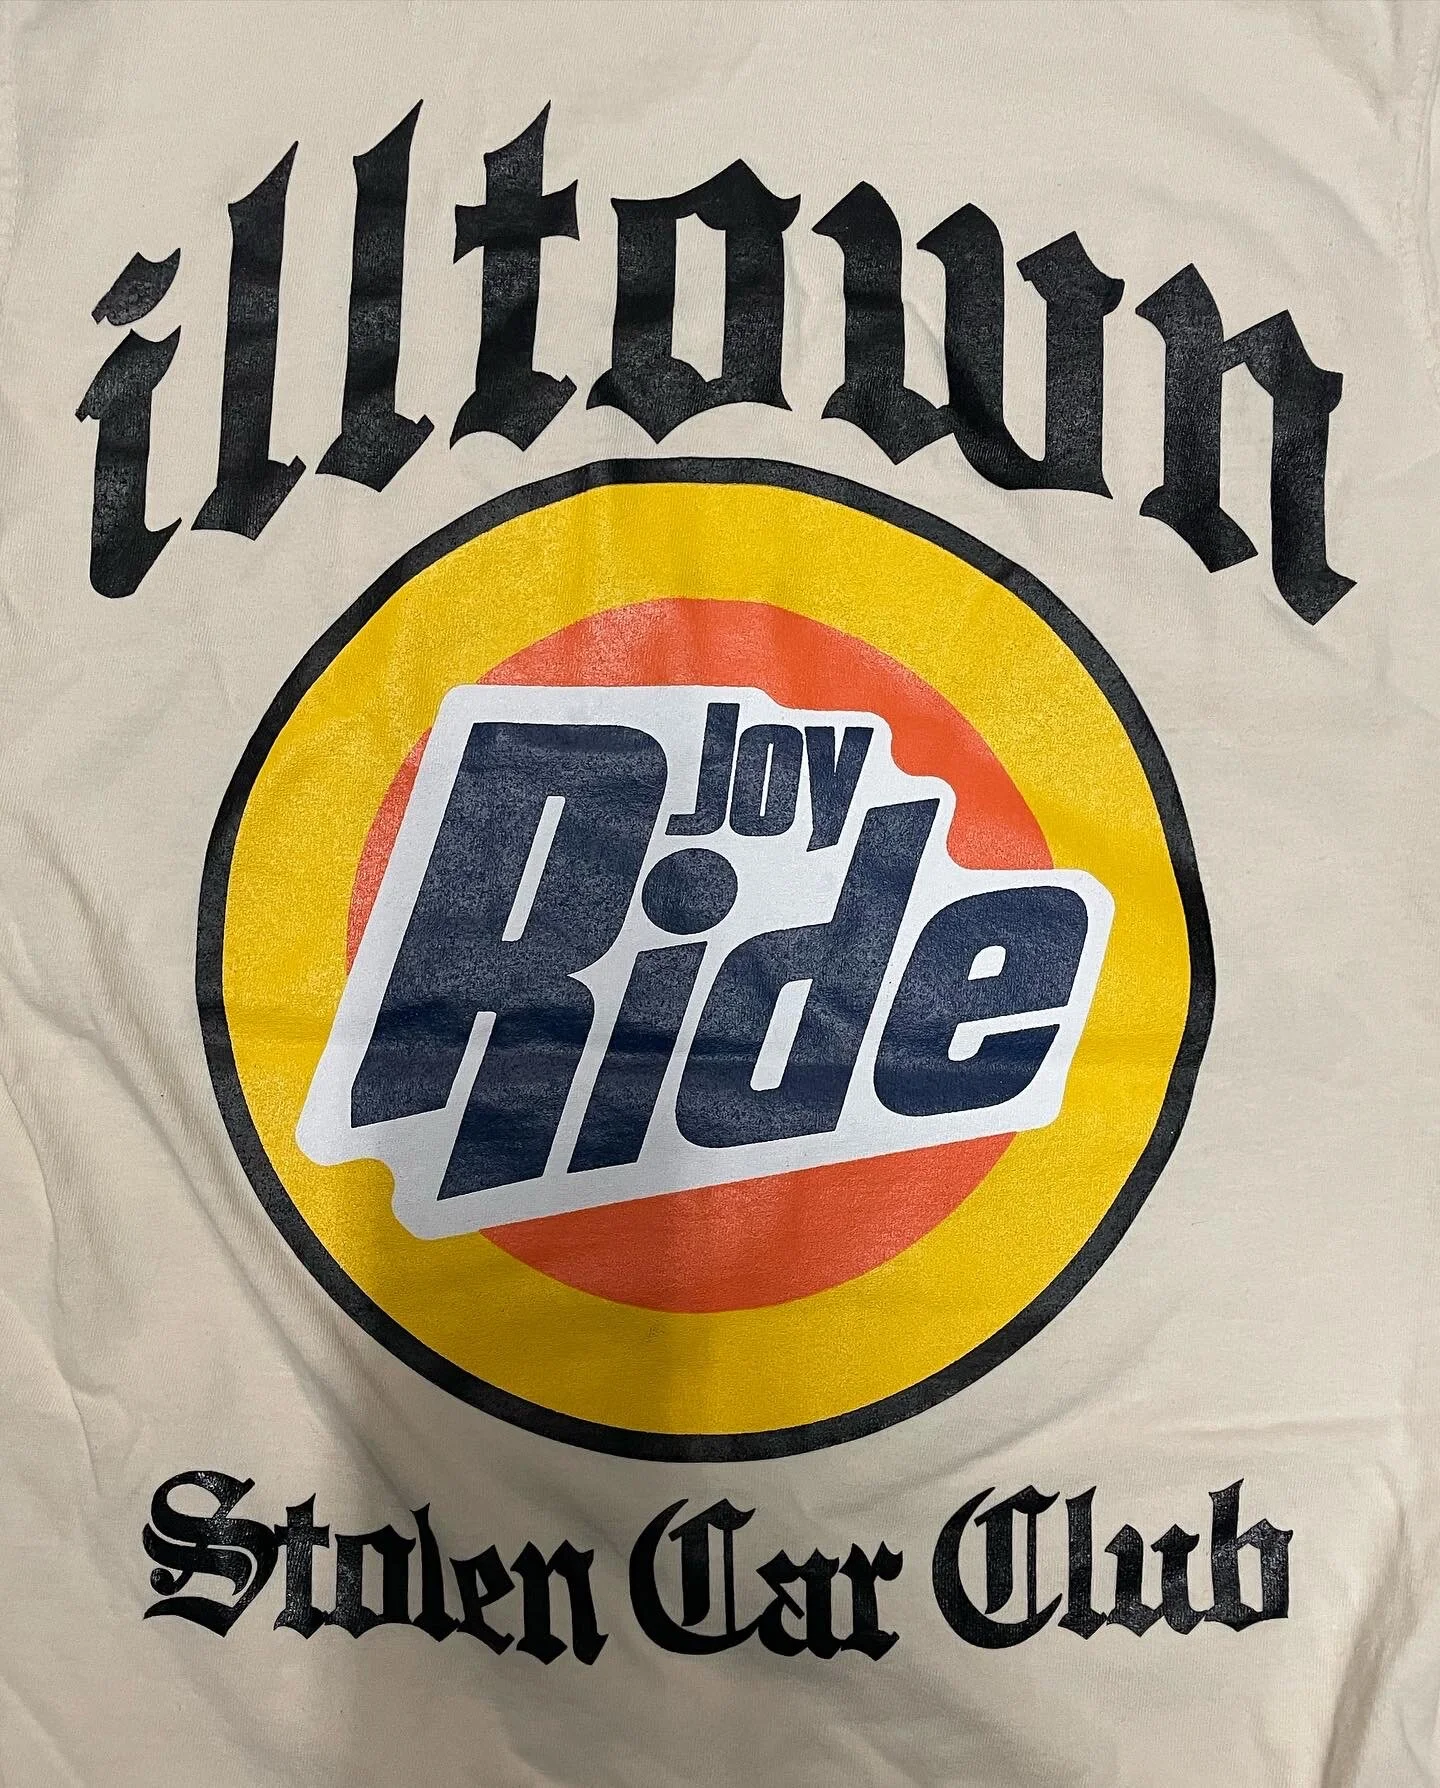 illtown
Joy
Ride
Stolen Car Club